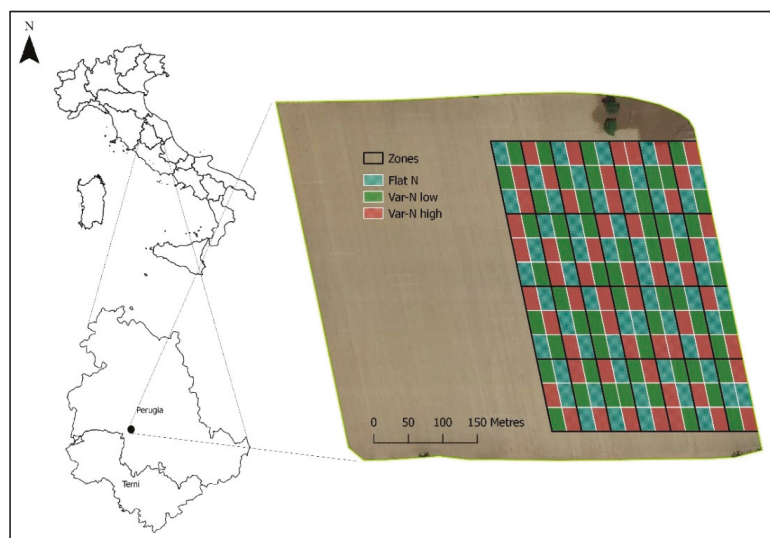 N
Zones
Flat N
Var-N low
Var-N high
Perugia
Terni
0 50 100 150 Metres